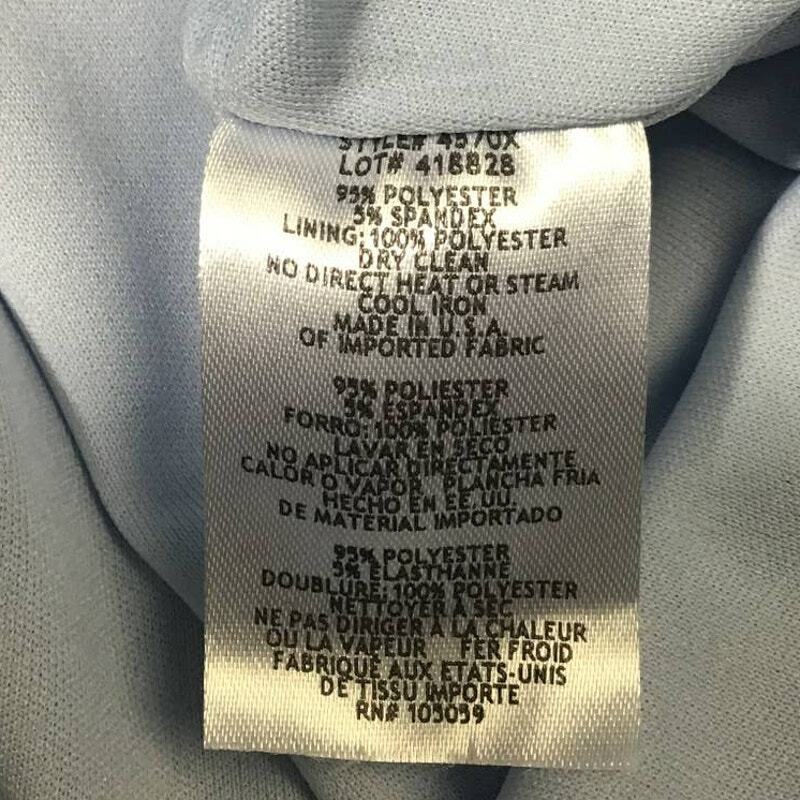 STYLE# 4570X
LOT# 418828
95% POLYESTER
5% SPANDEX
LINING: 100% POLYESTER
DRY CLEAN
NO DIRECT HEAT OR STEAM
COOL IRON
MADE IN U.S.A.
OF IMPORTED FABRIC
95% POLIESTER
5% ESPANDEX
FORRO: 100% POLYESTER
LAVAR EN SECO
NO APLICAR DIRECTAMENTE
CALOR O VAPOR PLANCHA FRIA
HECHO EN EE.UU.
DE MATERIAL IMPORTADO
95% POLYESTER
5% ELASTHANNE
DOUBLURE: 100% POLYESTER
NETTOYER À SEC
NE PAS DIRIGER À LA CHALEUR
OU LA VAPEUR FER FROID
FABRIQUÉ AUX ETATS-UNIS
DE TISSU IMPORTE
RN# 105059